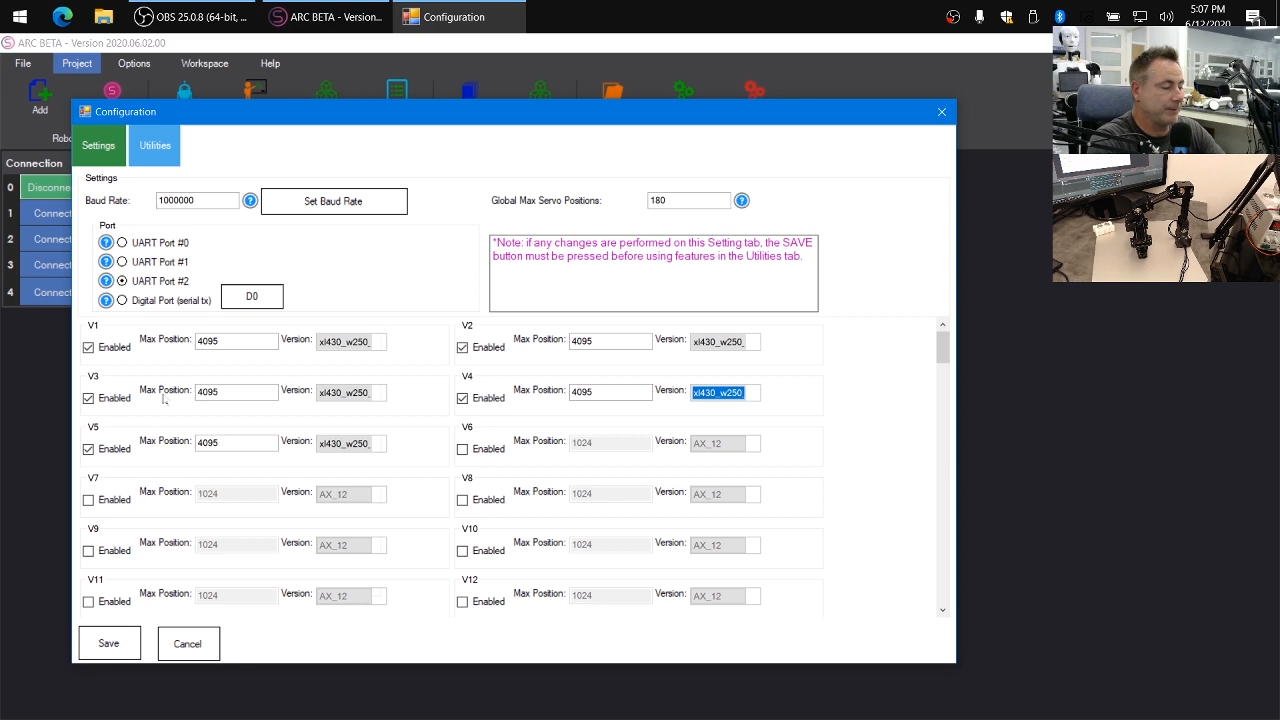 OBS 25.0.8 (64-bit, ...
ARC BETA - Version...
Configuration
5:07 PM
6/12/2020
ARC BETA - Version 2020.06.02.00
File
Project
Options
Workspace
Help
Add
Robo
Connection
0 Disconne
1 Connect
2 Connect
3 Connect
4 Connect
Configuration
Settings
Utilities
Settings
Baud Rate: 1000000 ? Set Baud Rate
Global Max Servo Positions: 180 ?
Port
? UART Port #0
? UART Port #1
? UART Port #2
? Digital Port (serial tx) D0
*Note: if any changes are performed on this Setting tab, the SAVE
button must be pressed before using features in the Utilities tab.
V1
Enabled Max Position: 4095 Version: xl430_w250_
V2
Enabled Max Position: 4095 Version: xl430_w250_
V3
Enabled Max Position: 4095 Version: xl430_w250_
V4
Enabled Max Position: 4095 Version: xl430_w250_
V5
Enabled Max Position: 4095 Version: xl430_w250_
V6
Enabled Max Position: 1024 Version: AX_12
V7
Enabled Max Position: 1024 Version: AX_12
V8
Enabled Max Position: 1024 Version: AX_12
V9
Enabled Max Position: 1024 Version: AX_12
V10
Enabled Max Position: 1024 Version: AX_12
V11
Enabled Max Position: 1024 Version: AX_12
V12
Enabled Max Position: 1024 Version: AX_12
Save
Cancel